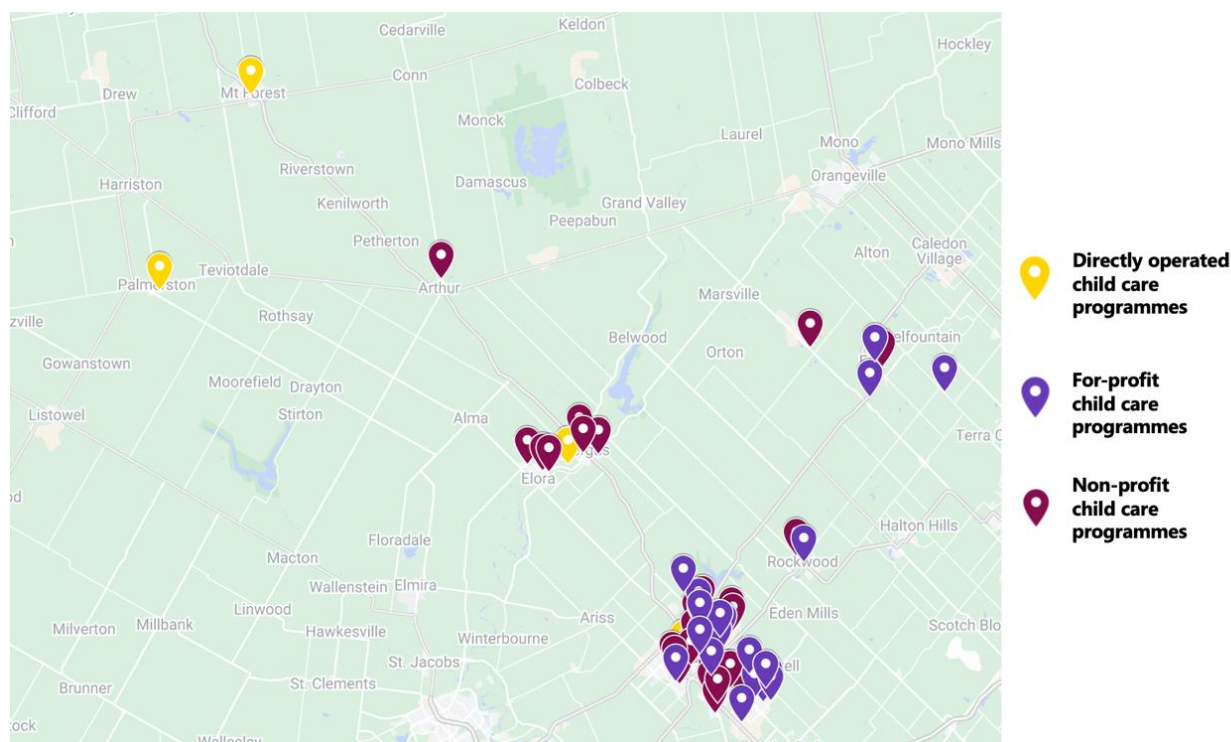 Cedarville
Keldon
Hockley
Drew
Conn
Mt Forest
Colbeck
Clifford
Monck
Laurel
Mono
Mono Mills
Riverstown
Orangeville
Harriston
Damascus
Kenilworth
Grand Valley
Peepabun
Petherton
Alton
Caledon
Village
Teviotdale
Palmerston
Arthur
Marsville
Rothsay
Belwood
elfountain
Orton
Gowanstown
Moorefield
Drayton
Listowel
Stirton
Alma
Terra C
Elora
Halton Hills
Floradale
Macton
Rockwood
Wallenstein
Elmira
Linwood
Ariss
Eden Mills
Milverton
Millbank
Hawkesville
Winterbourne
Scotch Blo
St. Jacobs
Brunner
St. Clements
ell
ock
Wellesley
Directly operated
child care
programmes
For-profit
child care
programmes
Non-profit
child care
programmes